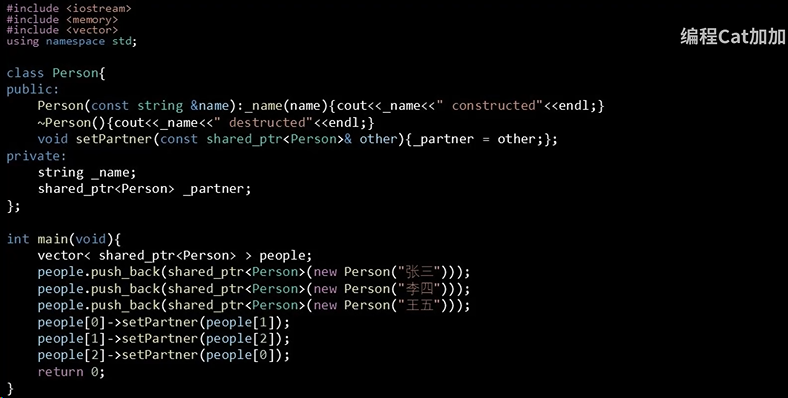 #include <iostream>
#include <memory>
#include <vector>
using namespace std;
编程Cat加加
class Person{
public:
    Person(const string &name):_name(name){cout<<_name<<" constructed"<<endl;}
    ~Person(){cout<<_name<<" destructed"<<endl;}
    void setPartner(const shared_ptr<Person>& other){_partner = other;};
private:
    string _name;
    shared_ptr<Person> _partner;
};
int main(void){
    vector< shared_ptr<Person> > people;
    people.push_back(shared_ptr<Person>(new Person("张三")));
    people.push_back(shared_ptr<Person>(new Person("李四")));
    people.push_back(shared_ptr<Person>(new Person("王五")));
    people[0]->setPartner(people[1]);
    people[1]->setPartner(people[2]);
    people[2]->setPartner(people[0]);
    return 0;
}